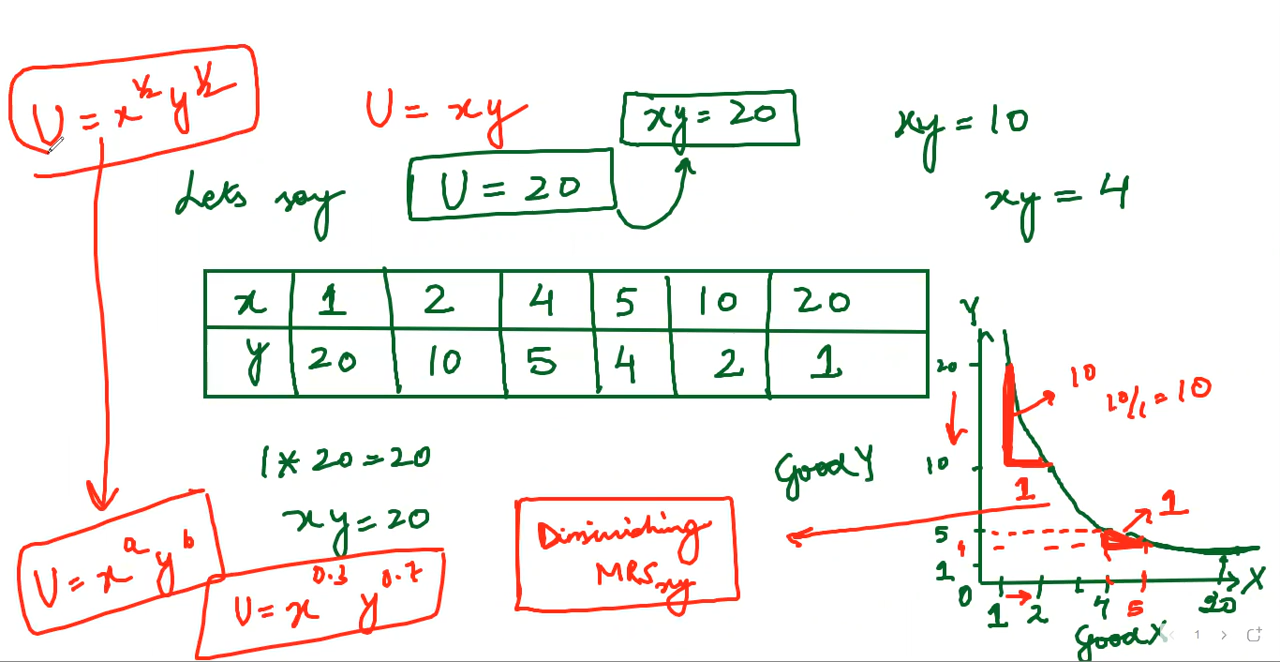 U = x^1/2 y^1/2
U = xy
xy = 20
xy = 10
Lets say
U = 20
xy = 4
x 1 2 4 5 10 20
y 20 10 5 4 2 1
1 * 20 = 20
xy = 20
U = x^a y^b
U = x^0.3 y^0.7
Diminishing
MRSxy
Good Y
Y
20
10
5
4
1
0
10
10/1 = 10
1
1
1 2 4 5 20 X
Good X
1